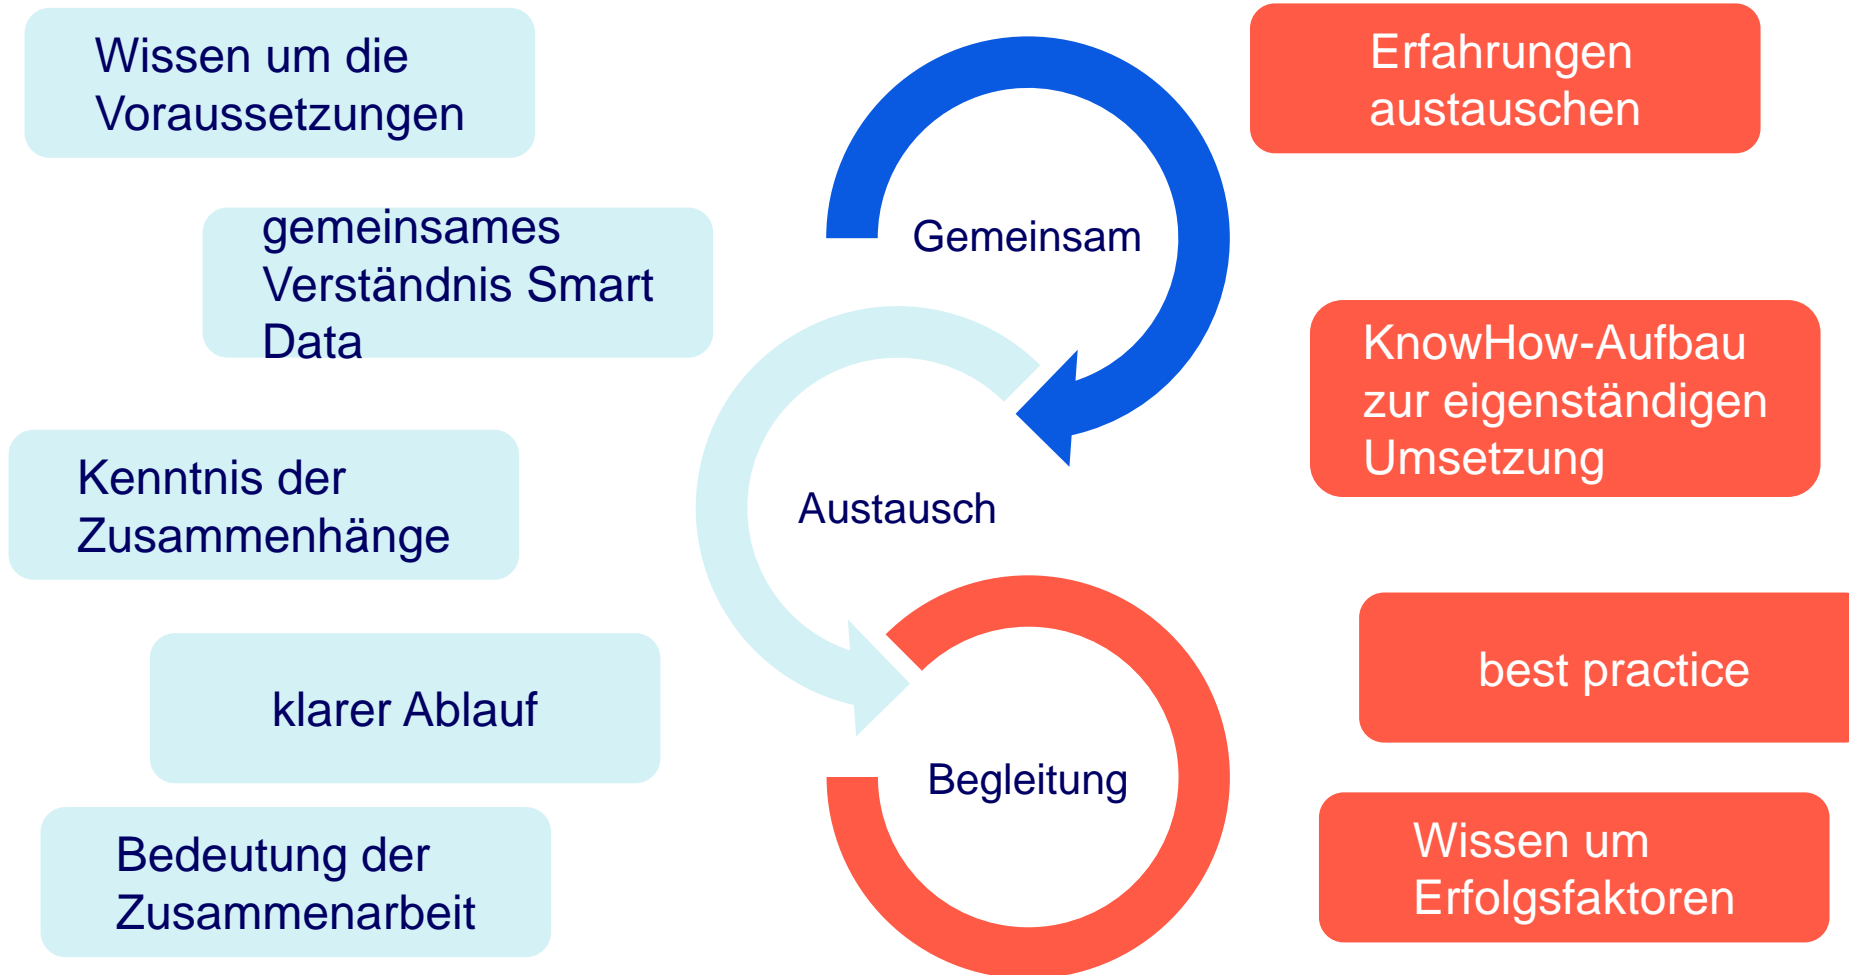 Wissen um die
Voraussetzungen
gemeinsames
Verständnis Smart
Data
Kenntnis der
Zusammenhänge
klarer Ablauf
Bedeutung der
Zusammenarbeit
Gemeinsam
Austausch
Begleitung
Erfahrungen
austauschen
KnowHow-Aufbau
zur eigenständigen
Umsetzung
best practice
Wissen um
Erfolgsfaktoren